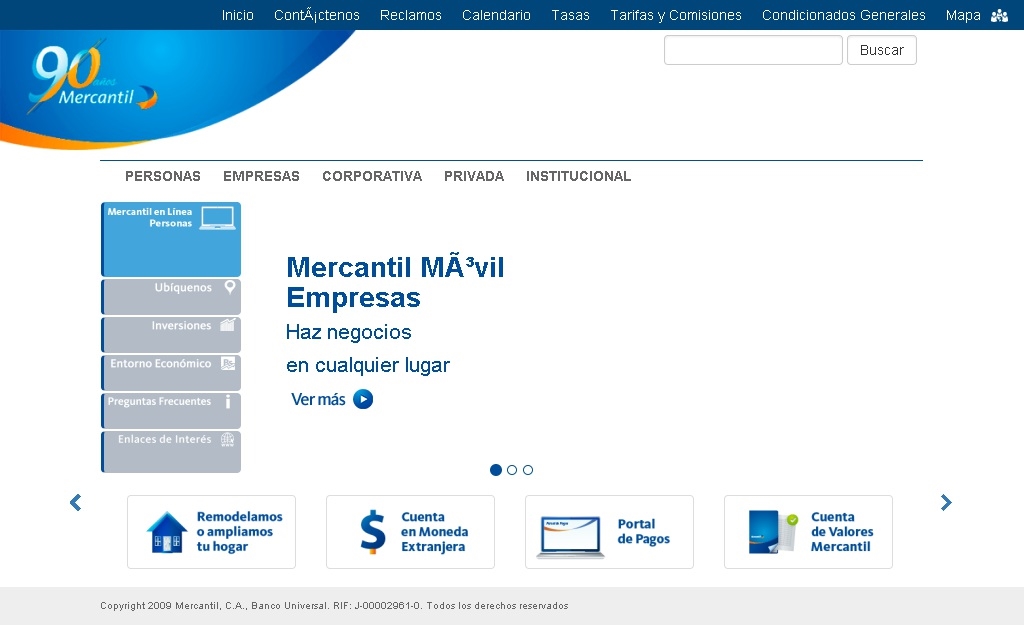 Inicio ContÃ¡ctenos Reclamos Calendario Tasas Tarifas y Comisiones Condicionados Generales Mapa
90 años
Mercantil
Buscar
PERSONAS EMPRESAS CORPORATIVA PRIVADA INSTITUCIONAL
Mercantil en Línea
Personas
Ubíquenos
Inversiones
Entorno Económico
Bs
Preguntas Frecuentes
Enlaces de Interés
Mercantil MÃ³vil
Empresas
Haz negocios
en cualquier lugar
Ver más
Remodelamos
o ampliamos
tu hogar
Cuenta
en Moneda
Extranjera
Portal
de Pagos
Cuenta
de Valores
Mercantil
Copyright 2009 Mercantil, C.A., Banco Universal. RIF: J-00002961-0. Todos los derechos reservados